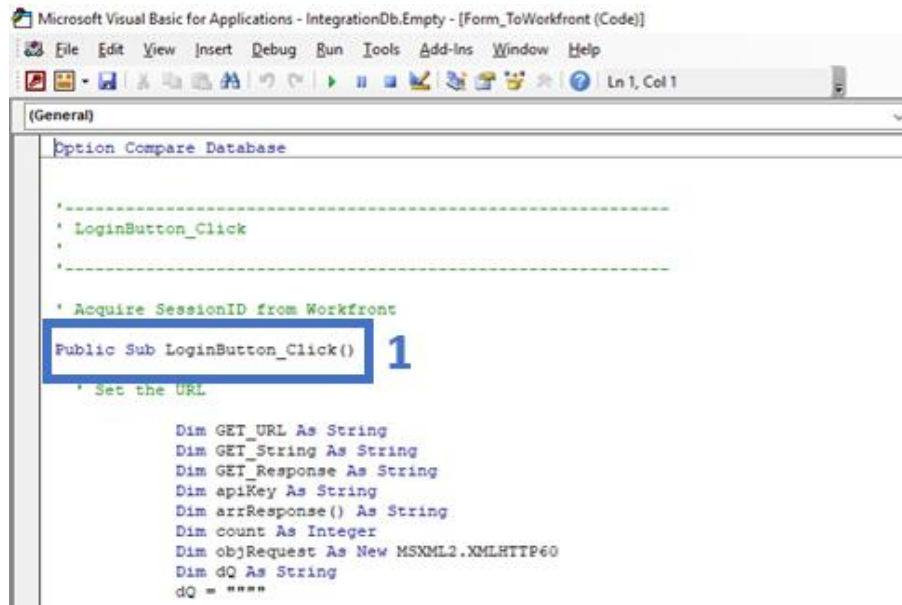 Microsoft Visual Basic for Applications - IntegrationDb.Empty - [Form_ToWorkfront (Code)]
File Edit View Insert Debug Run Tools Add-Ins Window Help
Ln 1, Col 1
(General)
Option Compare Database
'------------------------------------------------------------
' LoginButton_Click
'
'------------------------------------------------------------
' Acquire SessionID from Workfront
Public Sub LoginButton_Click() 1
' Set the URL
Dim GET_URL As String
Dim GET_String As String
Dim GET_Response As String
Dim apiKey As String
Dim arrResponse() As String
Dim count As Integer
Dim objRequest As New MSXML2.XMLHTTP60
Dim dQ As String
dQ = """"